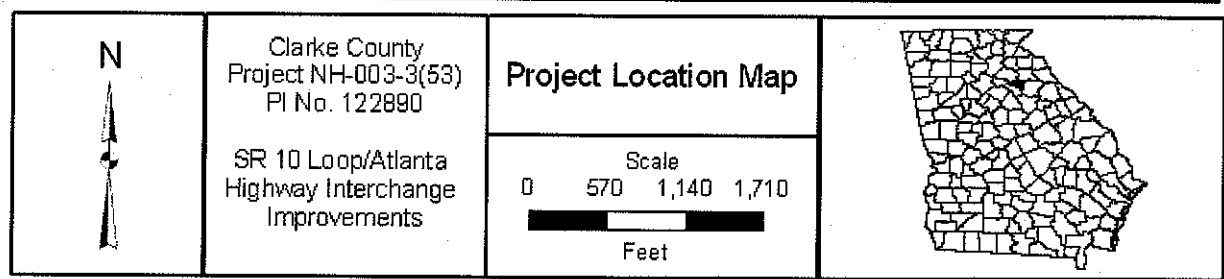 N
Clarke County
Project NH-003-3(53)
PI No. 122890
SR 10 Loop/Atlanta
Highway Interchange
Improvements
Project Location Map
Scale
0 570 1,140 1,710
Feet